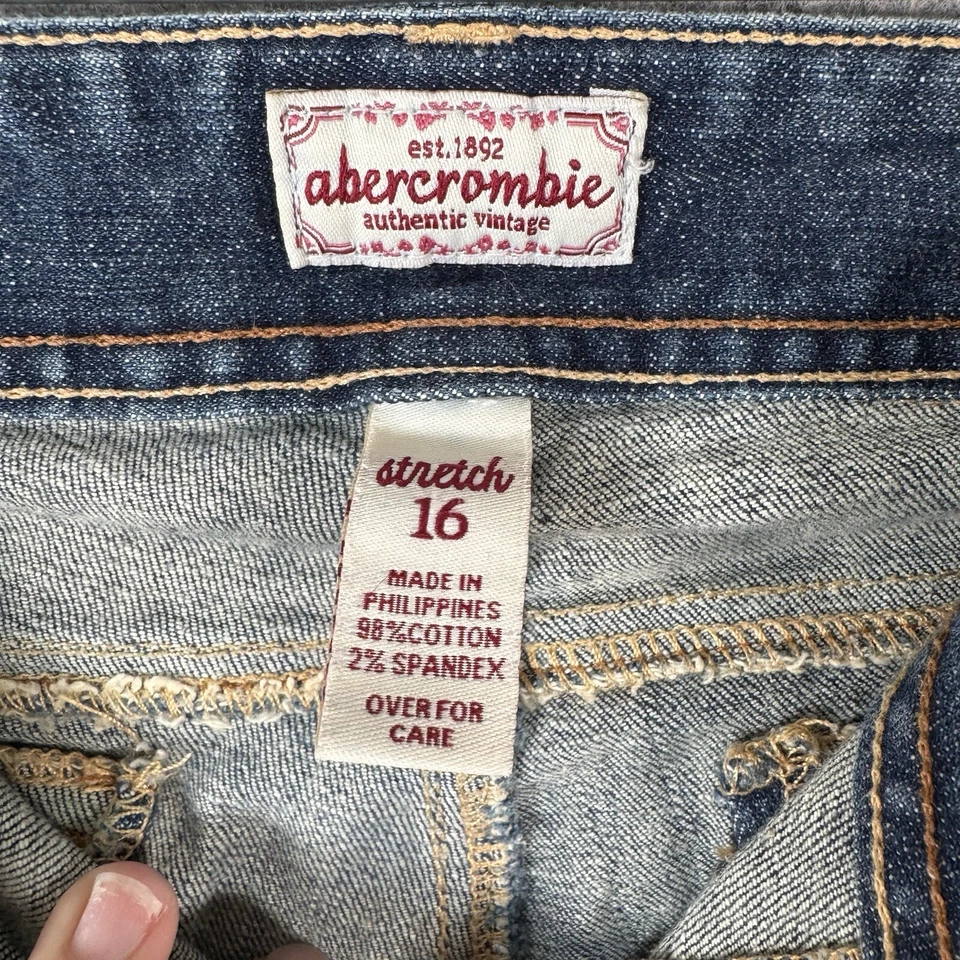 est.1892
abercrombie
authentic vintage
stretch
16
MADE IN
PHILIPPINES
98%COTTON
2% SPANDEX
OVER FOR
CARE